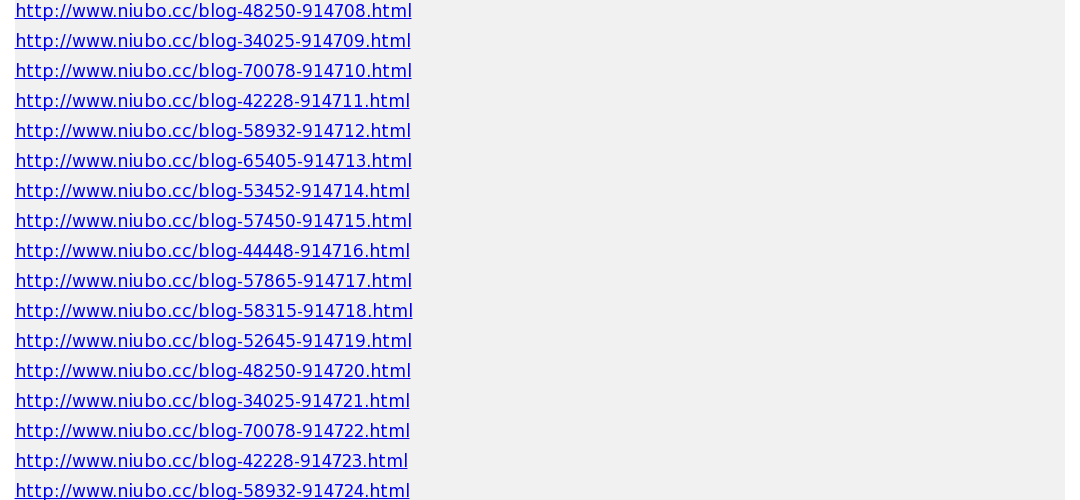 http://www.niubo.cc/blog-48250-914708.html
http://www.niubo.cc/blog-34025-914709.html
http://www.niubo.cc/blog-70078-914710.html
http://www.niubo.cc/blog-42228-914711.html
http://www.niubo.cc/blog-58932-914712.html
http://www.niubo.cc/blog-65405-914713.html
http://www.niubo.cc/blog-53452-914714.html
http://www.niubo.cc/blog-57450-914715.html
http://www.niubo.cc/blog-44448-914716.html
http://www.niubo.cc/blog-57865-914717.html
http://www.niubo.cc/blog-58315-914718.html
http://www.niubo.cc/blog-52645-914719.html
http://www.niubo.cc/blog-48250-914720.html
http://www.niubo.cc/blog-34025-914721.html
http://www.niubo.cc/blog-70078-914722.html
http://www.niubo.cc/blog-42228-914723.html
http://www.niubo.cc/blog-58932-914724.html